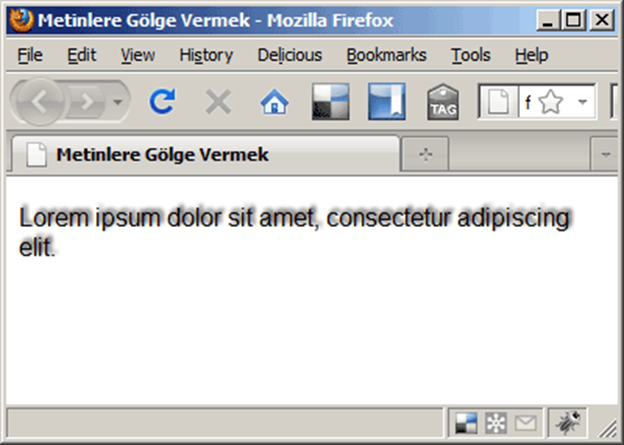 Metinlere Gölge Vermek - Mozilla Firefox
File Edit View History Delicious Bookmarks Tools Help
TAG f
Metinlere Gölge Vermek
Lorem ipsum dolor sit amet, consectetur adipiscing
elit.